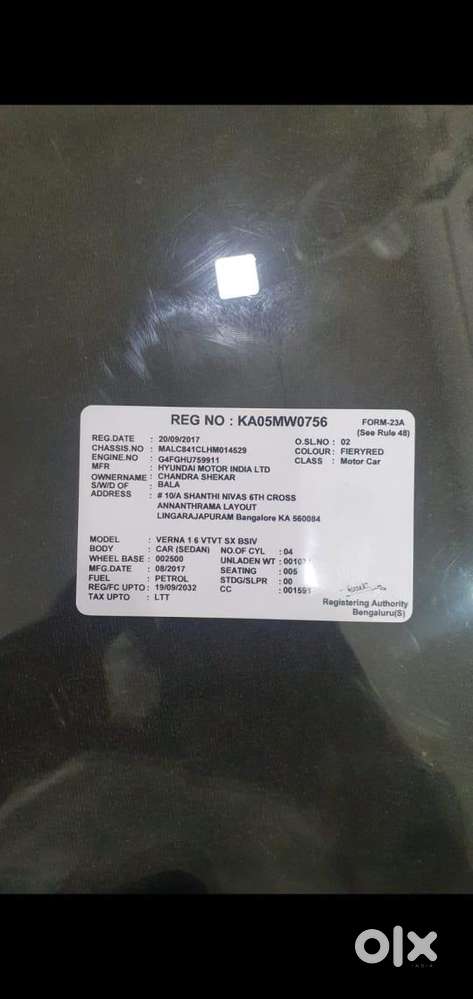 REG NO : KA05MW0756
FORM-23A
(See Rule 48)
REG.DATE : 20/09/2017 O.SL.NO : 02
CHASSIS.NO : MALC841CLHM014529 COLOUR : FIERYRED
ENGINE.NO : G4FGHU759911 CLASS : Motor Car
MFR : HYUNDAI MOTOR INDIA LTD
OWNERNAME : CHANDRA SHEKAR
S/W/D OF : BALA
ADDRESS : # 10/A SHANTHI NIVAS 6TH CROSS
ANNANTHRAMA LAYOUT
LINGARAJAPURAM Bangalore KA 560084
MODEL : VERNA 1 6 VTVT SX BSIV
BODY : CAR (SEDAN) NO.OF CYL : 04
WHEEL BASE : 002500 UNLADEN WT :
MFG.DATE : 08/2017 SEATING : 005
FUEL : PETROL STDG/SLPR : 00
REG/FC UPTO : 19/09/2032 CC : 001591
TAX UPTO : LTT
Registering Authority
Bengaluru(S)
olx
INDIA